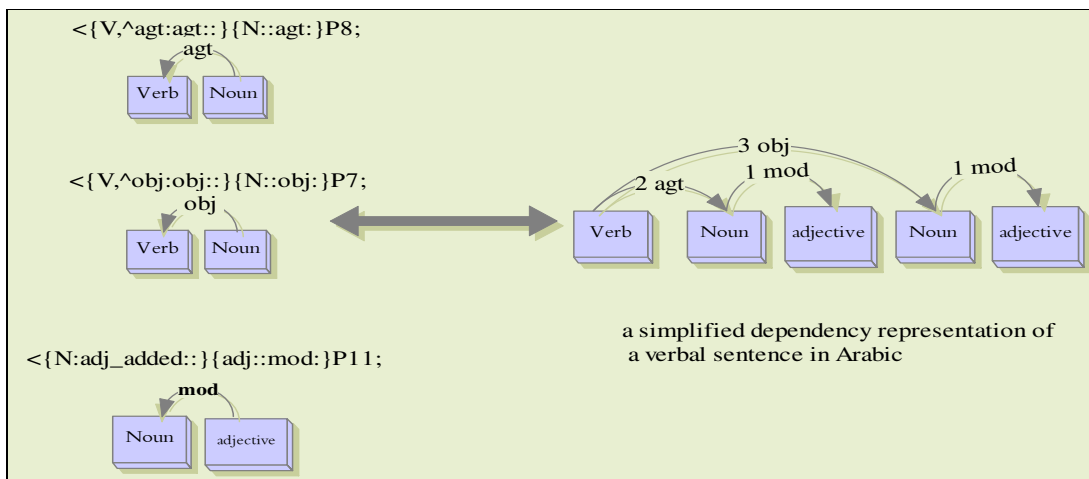 <{V,^agt:agt::}{N::agt:}P8;
agt
Verb Noun
<{V,^obj:obj::}{N::obj:}P7;
obj
Verb Noun
<{N:adj_added::}{adj::mod:}P11;
mod
Noun adjective
3 obj
2 agt 1 mod 1 mod
Verb Noun adjective Noun adjective
a simplified dependency representation of
a verbal sentence in Arabic